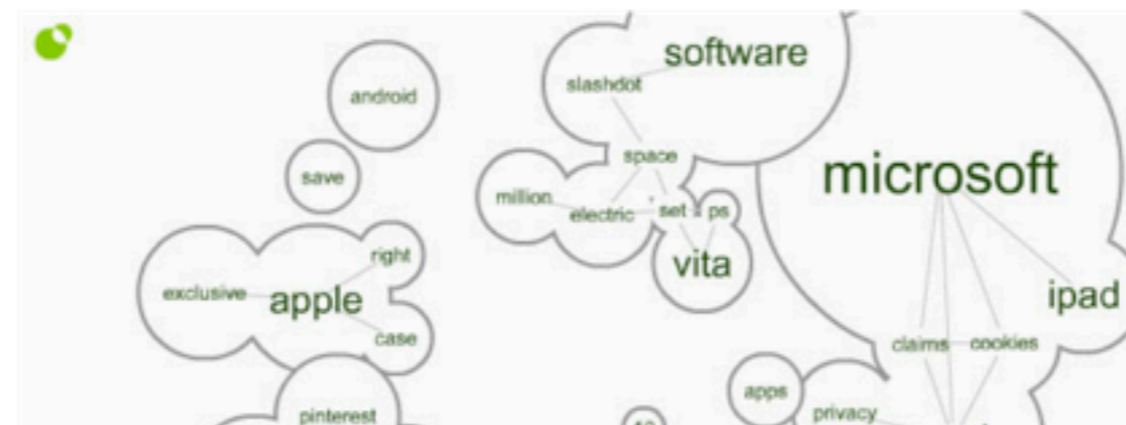 software
slashdot
android
space
microsoft
save
million
electric
set
ps
right
vita
exclusive
apple
ipad
case
claims
cookies
apps
pinterest
privacy